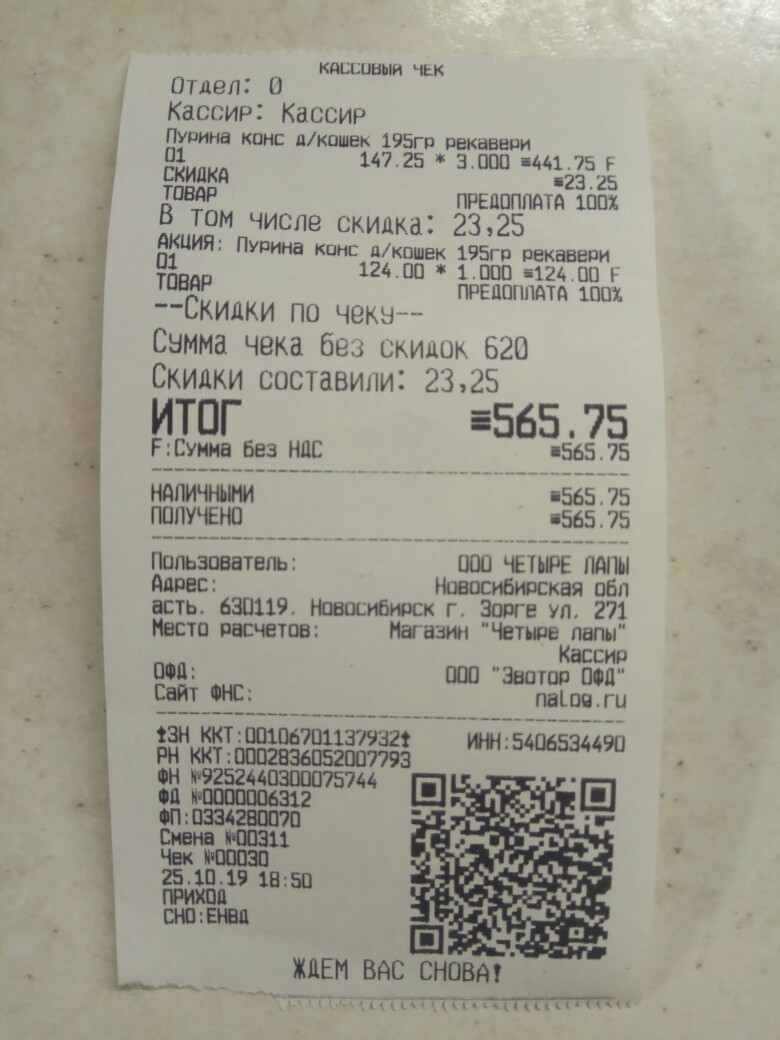 КАССОВЫЙ ЧЕК
Отдел: 0
Кассир: Кассир
Пурина конс д/кошек 195гр рекавери
01 147.25 * 3.000 ≡441.75 F
СКИДКА ≡23.25
ТОВАР ПРЕДОПЛАТА 100%
В том числе скидка: 23,25
АКЦИЯ: Пурина конс д/кошек 195гр рекавери
01 124.00 * 1.000 ≡124.00 F
ТОВАР ПРЕДОПЛАТА 100%
--Скидки по чеку--
Сумма чека без скидок 620
Скидки составили: 23,25
ИТОГ ≡565.75
F:Сумма без НДС ≡565.75
НАЛИЧНЫМИ ≡565.75
ПОЛУЧЕНО ≡565.75
Пользователь: ООО ЧЕТЫРЕ ЛАПЫ
Адрес: Новосибирская обл
асть. 630119. Новосибирск г. Зорге ул. 271
Место расчетов: Магазин "Четыре лапы"
Кассир
ОФД: ООО "Эвотор ОФД"
Сайт ФНС: nalog.ru
ЗН ККТ:00106701137932 ИНН:5406534490
РН ККТ:0002836052007793
ФН №9252440300075744
ФД №0000006312
ФП:0334280070
Смена №00311
Чек №00030
25.10.19 18:50
ПРИХОД
СНО:ЕНВД
ЖДЕМ ВАС СНОВА!